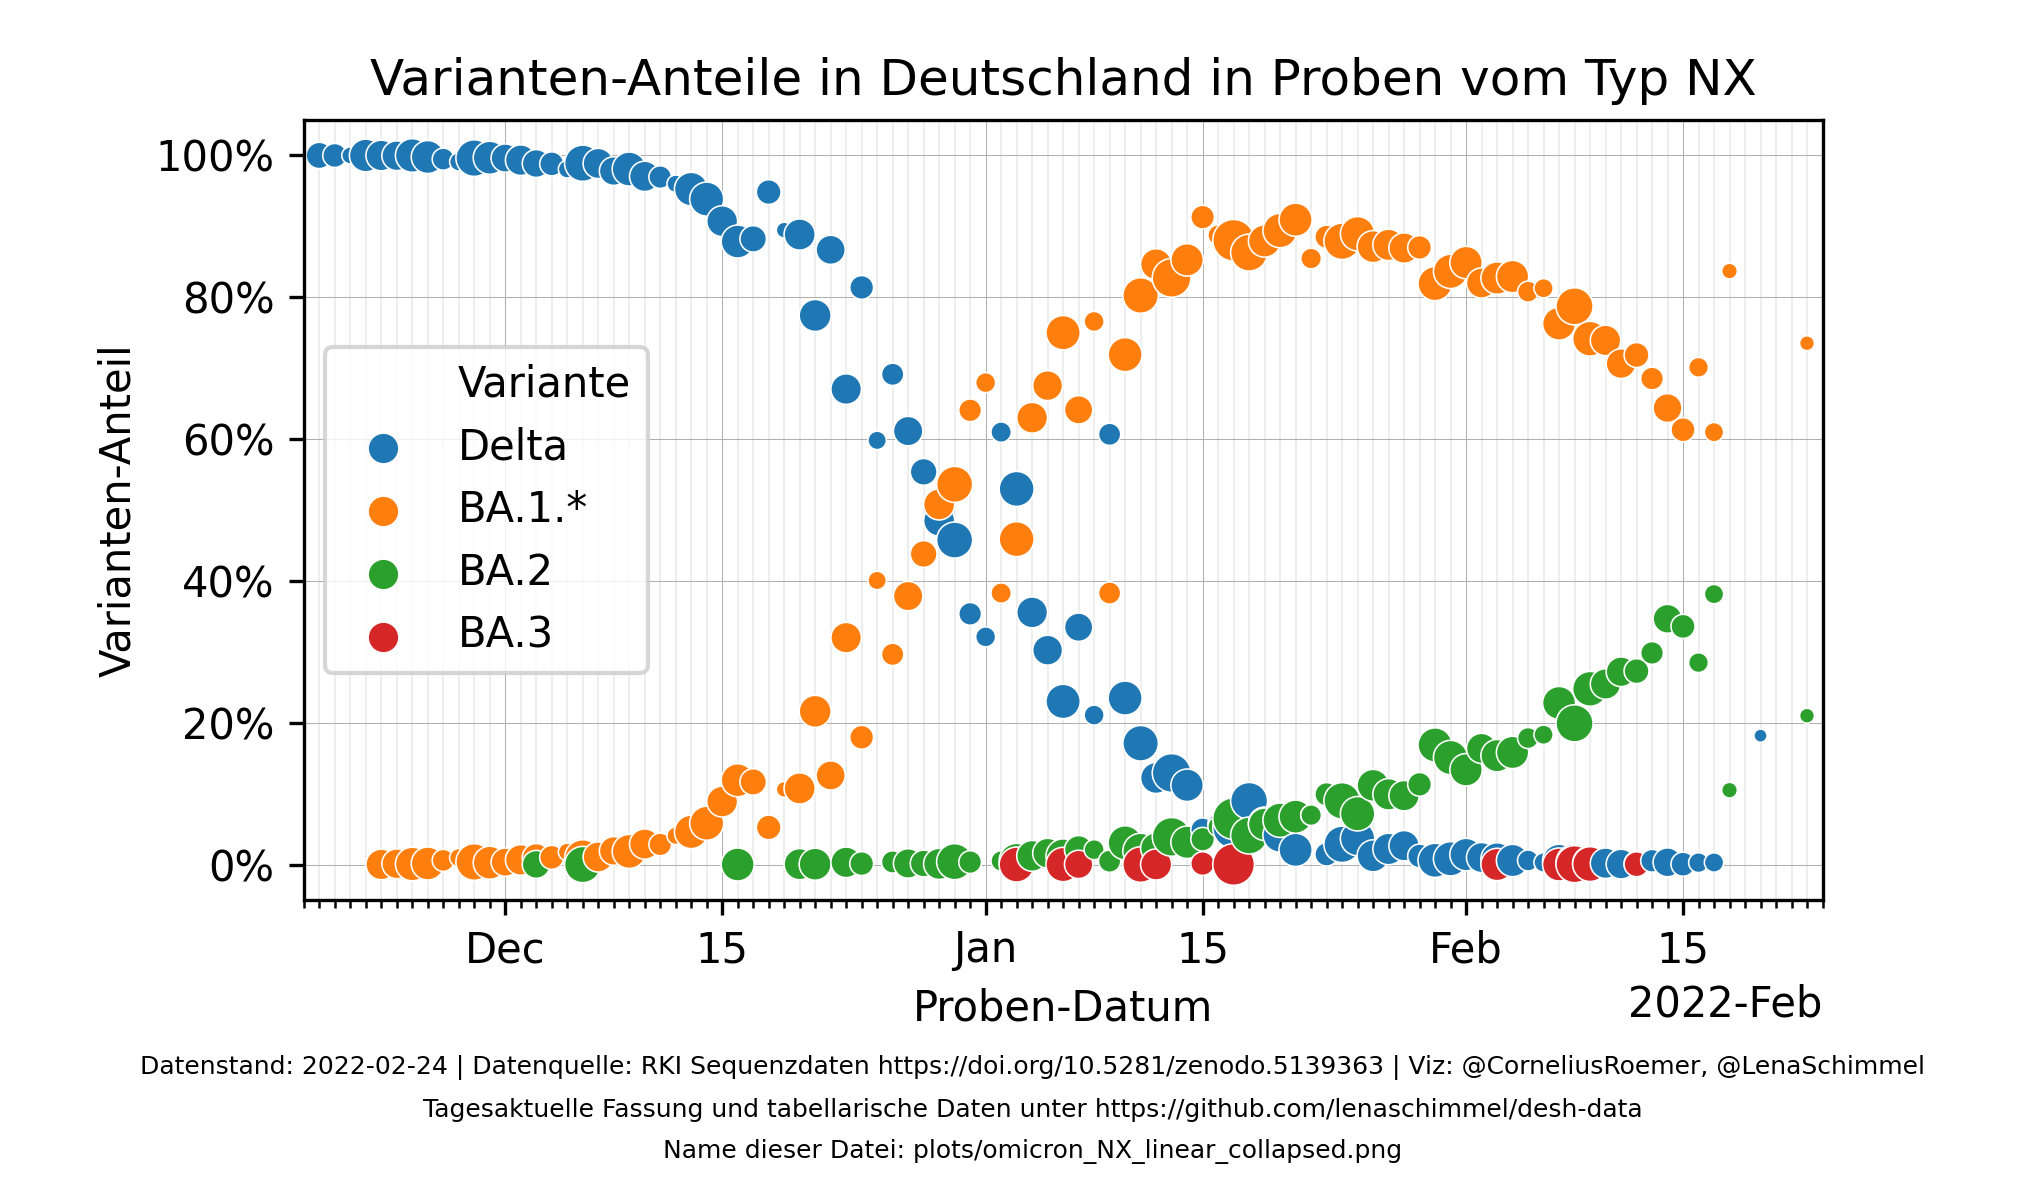 Varianten-Anteile in Deutschland in Proben vom Typ NX
Varianten-Anteil
100%
80%
60%
40%
20%
0%
Variante
Delta
BA.1.*
BA.2
BA.3
Dec
15
Jan
15
Feb
15
Proben-Datum
2022-Feb
Datenstand: 2022-02-24 | Datenquelle: RKI Sequenzdaten https://doi.org/10.5281/zenodo.5139363 | Viz: @CorneliusRoemer, @LenaSchimmel
Tagesaktuelle Fassung und tabellarische Daten unter https://github.com/lenaschimmel/desh-data
Name dieser Datei: plots/omicron_NX_linear_collapsed.png